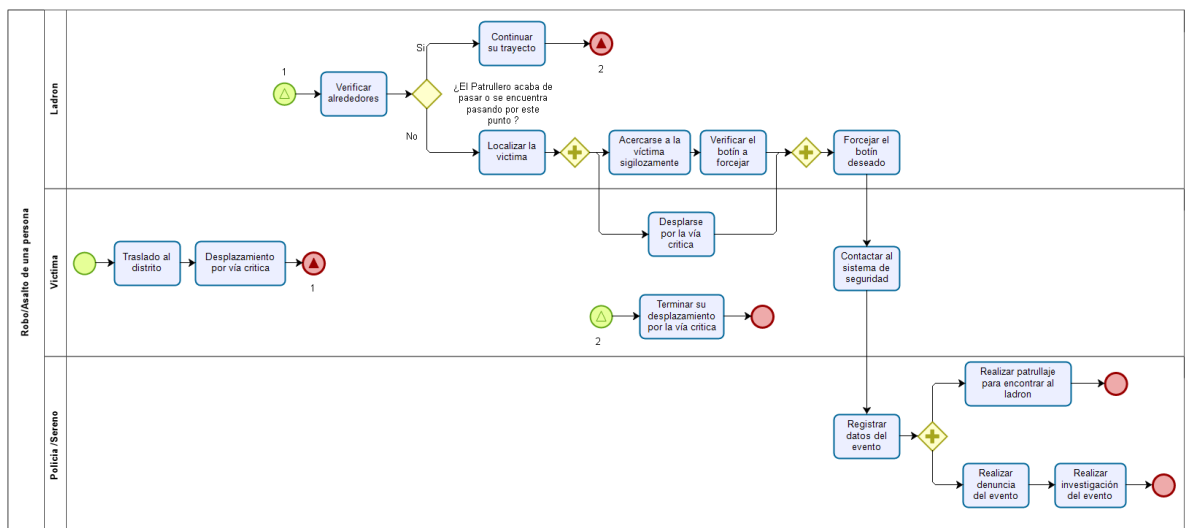 Robo/Asalto de una persona
Ladron
1
Verificar
alrededores
Si
Continuar
su trayecto
2
¿El Patrullero acaba de
pasar o se encuentra
pasando por este
punto ?
No
Localizar la
victima
Acercarse a la
víctima
sigilozamente
Verificar el
botín a
forcejar
Forcejar el
botín
deseado
Victima
Traslado al
distrito
Desplazamiento
por vía critica
1
Desplarse
por la vía
critica
Contactar al
sistema de
seguridad
2
Terminar su
desplazamiento
por la vía critica
Policia /Sereno
Registrar
datos del
evento
Realizar patrullaje
para encontrar al
ladron
Realizar
denuncia
del evento
Realizar
investigación
del evento